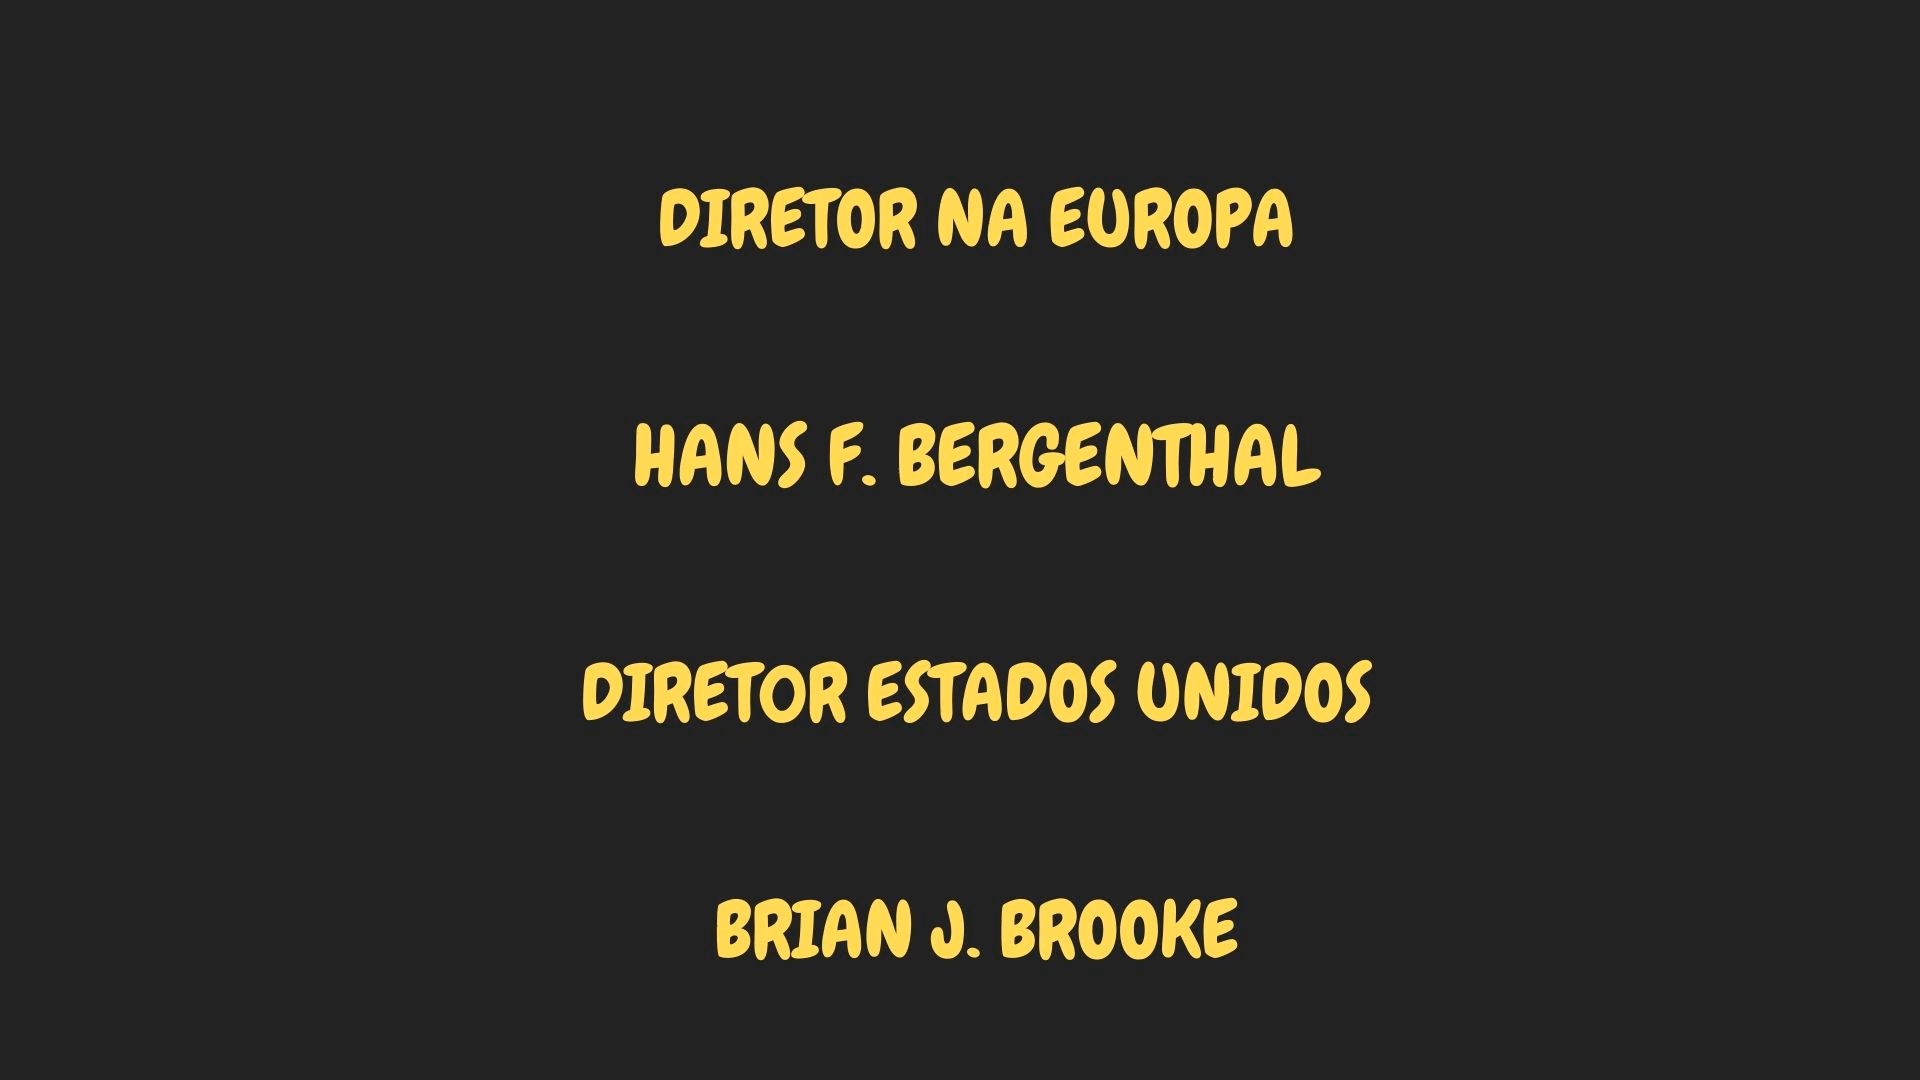 DIRETOR NA EUROPA
HANS F. BERGENTHAL
DIRETOR ESTADOS UNIDOS
BRIAN J. BROOKE